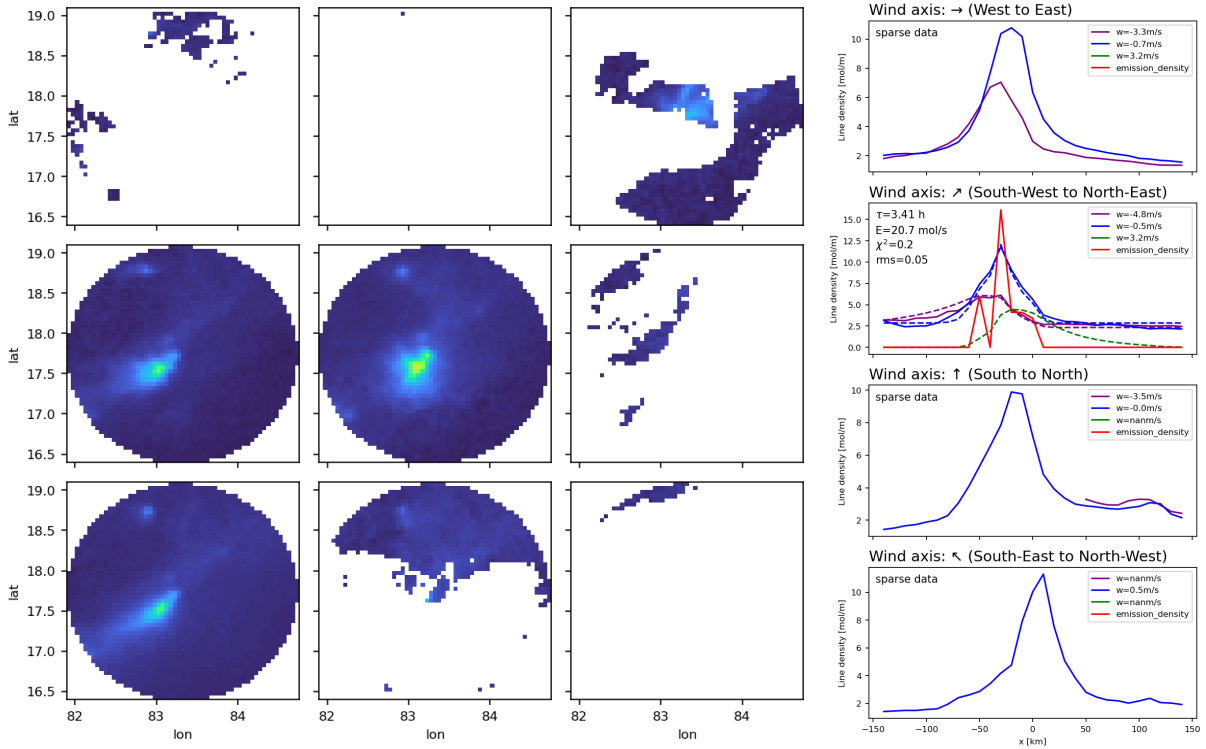 19.0
18.5
18.0
17.5
17.0
16.5
lat
19.0
18.5
18.0
17.5
17.0
16.5
lat
19.0
18.5
18.0
17.5
17.0
16.5
lat
82 83 84
lon
82 83 84
lon
82 83 84
lon
Wind axis: → (West to East)
sparse data
w=-3.3m/s
w=-0.7m/s
w=3.2m/s
emission_density
10
8
6
4
2
Line density [mol/m]
Wind axis: ↗ (South-West to North-East)
τ=3.41 h
E=20.7 mol/s
χ²=0.2
rms=0.05
w=-4.8m/s
w=-0.5m/s
w=3.2m/s
emission_density
15.0
12.5
10.0
7.5
5.0
2.5
0.0
Line density [mol/m]
Wind axis: ↑ (South to North)
sparse data
w=-3.5m/s
w=-0.0m/s
w=nanm/s
emission_density
10
8
6
4
2
Line density [mol/m]
Wind axis: ↖ (South-East to North-West)
sparse data
w=nanm/s
w=0.5m/s
w=nanm/s
emission_density
10
8
6
4
2
Line density [mol/m]
−150 −100 −50 0 50 100 150
x [km]